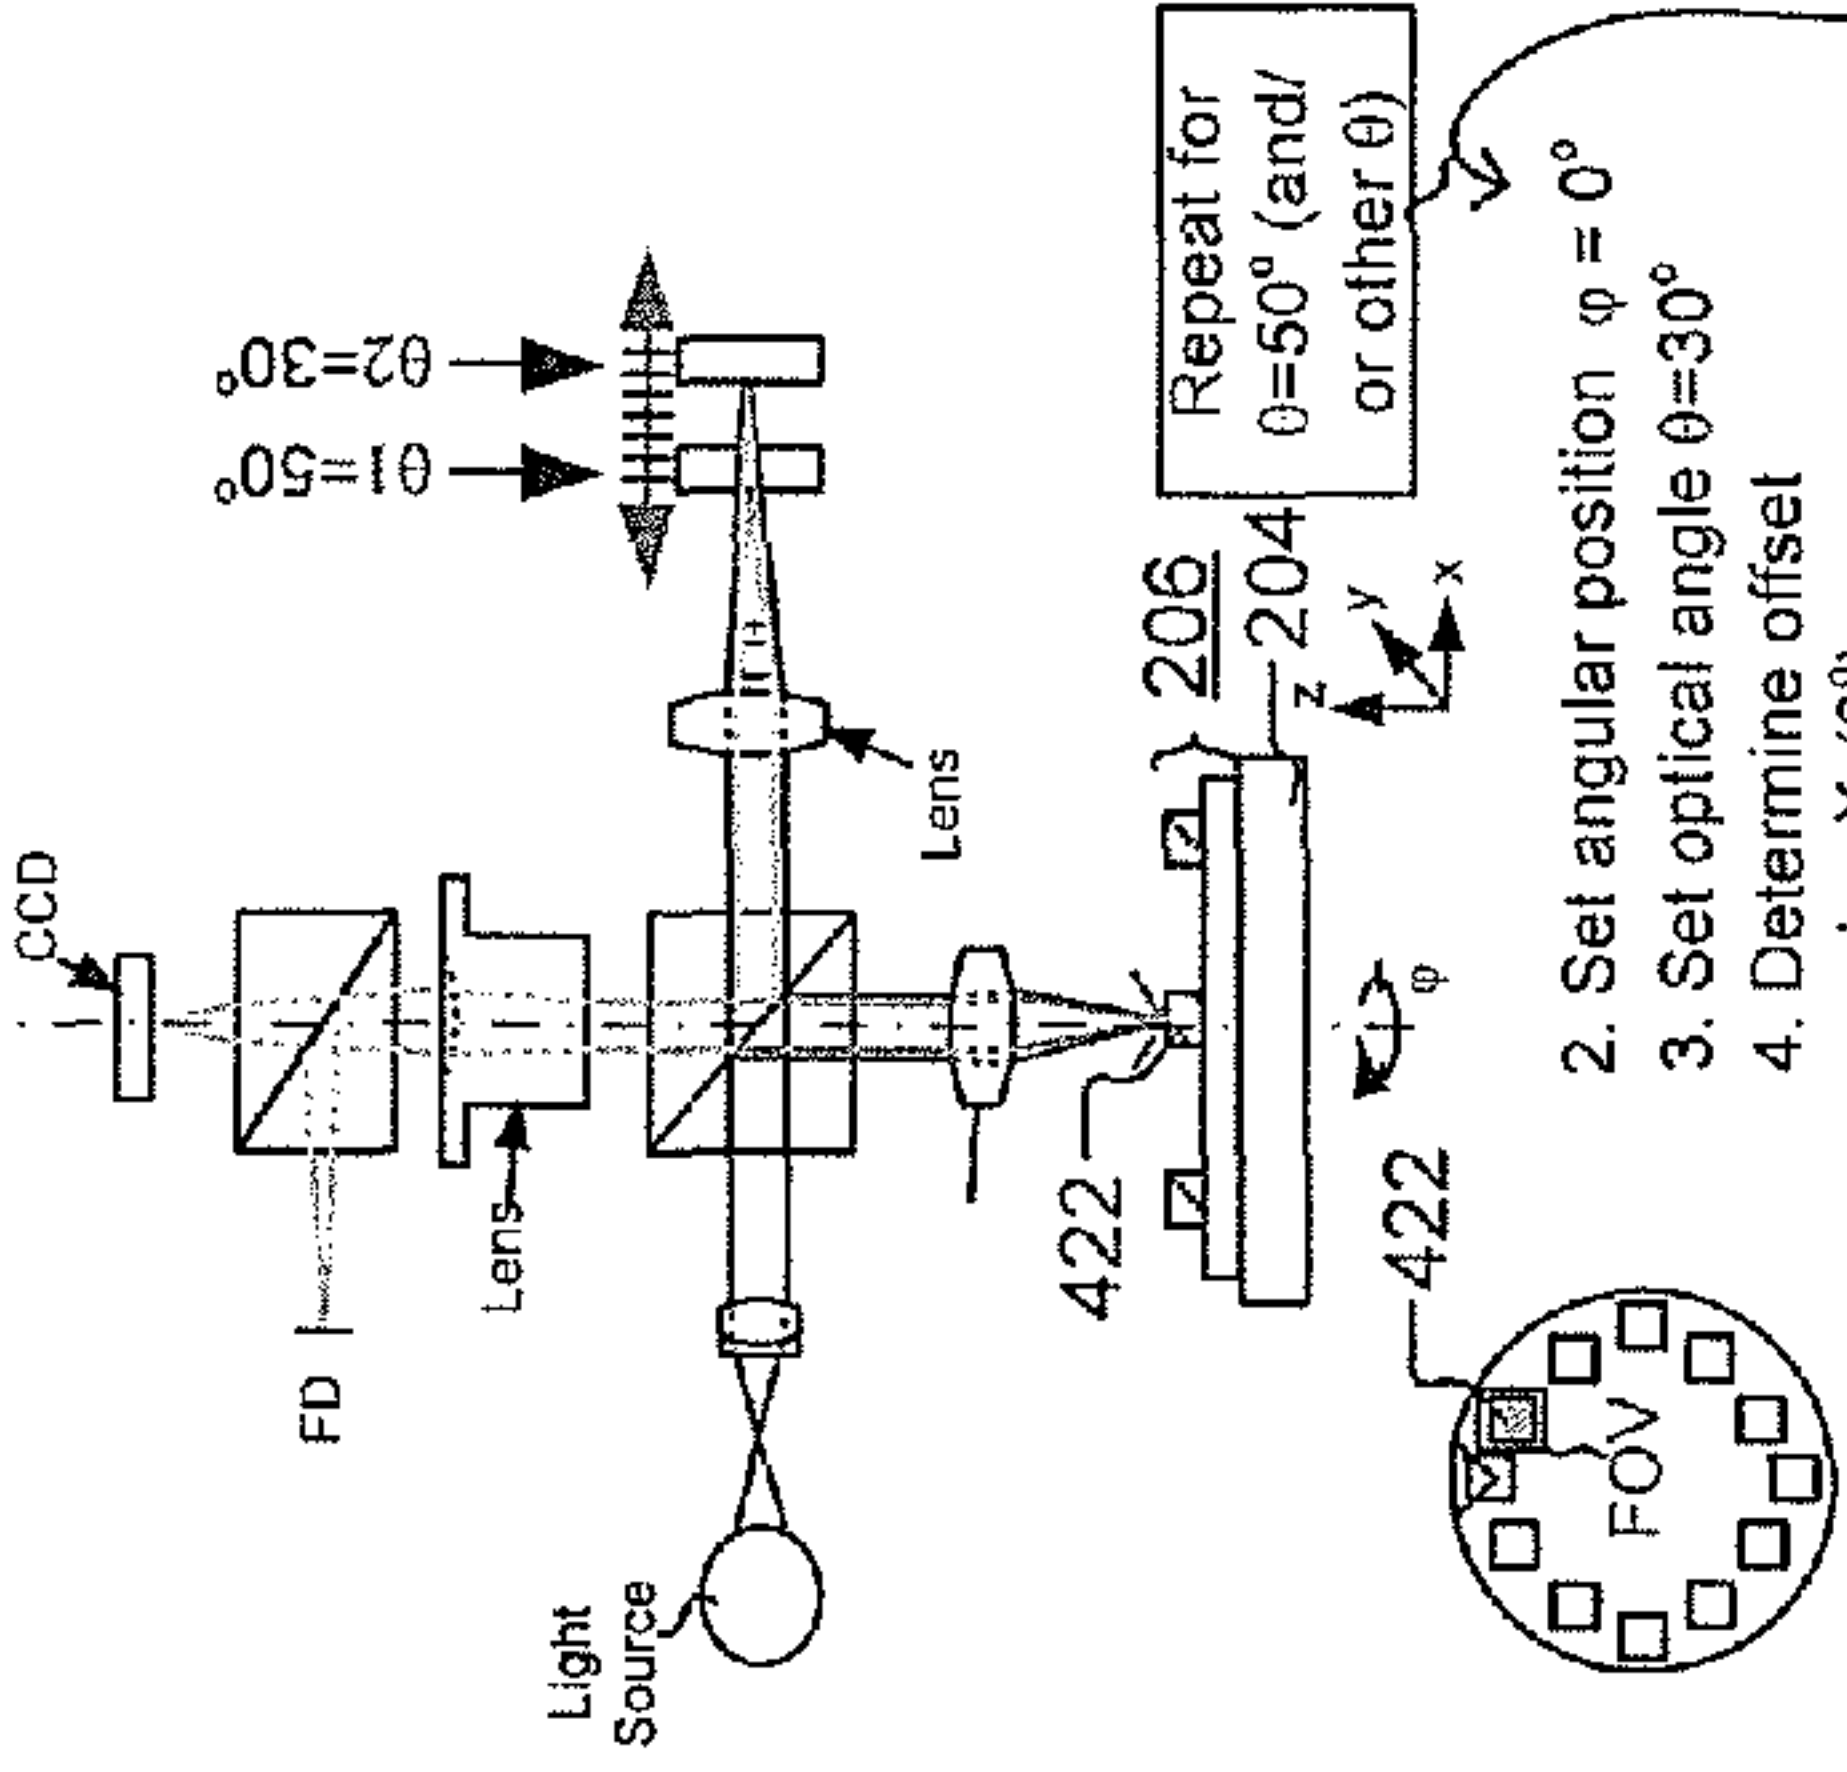 CCD
FD
Lens
Light
Source
Lens
θ1=50°
θ2=30°
422
206
204
z
y
x
φ
422
FOV
Repeat for
θ=50° (and/
or other θ)
2. Set angular position φ = 0°
3. Set optical angle θ=30°
4. Determine offset